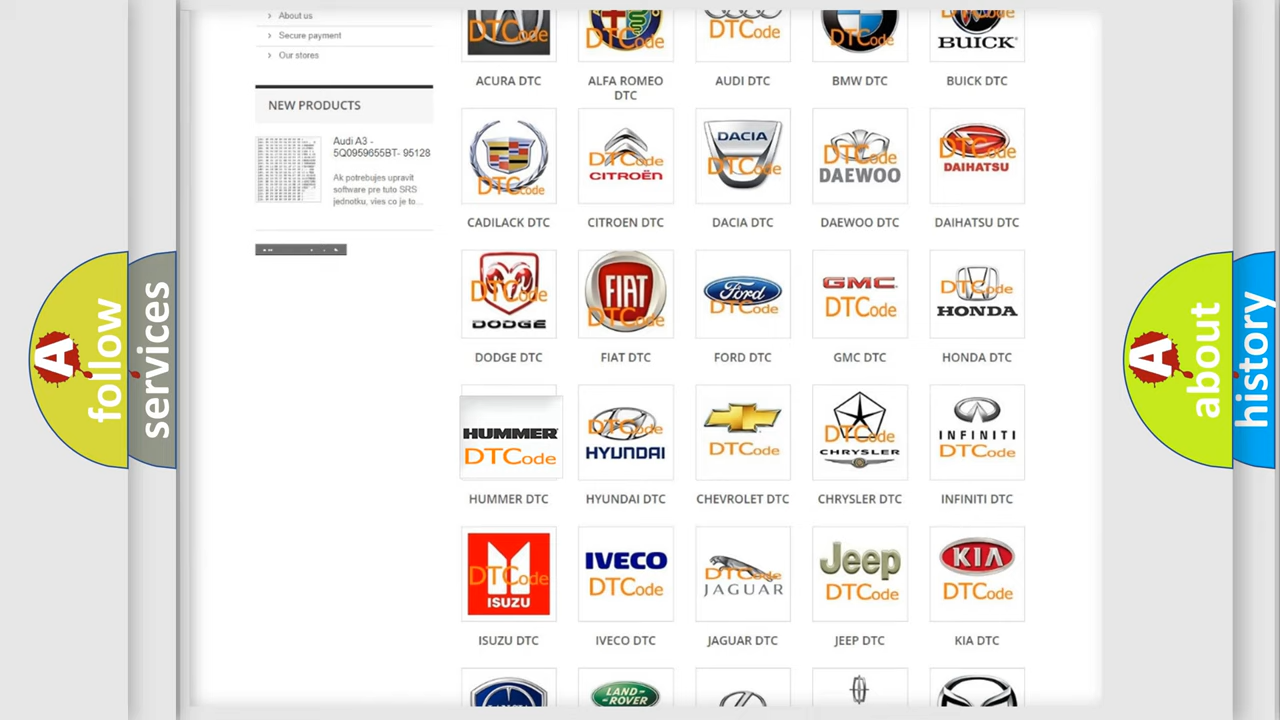 About us
Secure payment
Our stores
NEW PRODUCTS
Audi A3 -
5Q0959655BT- 95128
Ak potrebujes upravit
software pre tuto SRS
jednotku, vies co je to...
DTCode
DTCode
DTCode
DTCode
DTCode
BUICK
ACURA DTC
ALFA ROMEO
DTC
AUDI DTC
BMW DTC
BUICK DTC
DTCode
DTCode
CITROËN
DACIA
DTCode
DTCode
DAEWOO
DTCode
DAIHATSU
CADILACK DTC
CITROEN DTC
DACIA DTC
DAEWOO DTC
DAIHATSU DTC
DTCode
DODGE
FIAT
DTCode
Ford
DTCode
GMC
DTCode
DTCode
HONDA
DODGE DTC
FIAT DTC
FORD DTC
GMC DTC
HONDA DTC
HUMMER
DTCode
DTCode
HYUNDAI
DTCode
DTCode
CHRYSLER
INFINITI
DTCode
HUMMER DTC
HYUNDAI DTC
CHEVROLET DTC
CHRYSLER DTC
INFINITI DTC
DTCode
ISUZU
IVECO
DTCode
DTCode
JAGUAR
Jeep
DTCode
KIA
DTCode
ISUZU DTC
IVECO DTC
JAGUAR DTC
JEEP DTC
KIA DTC
LAND-
ROVER
A
follow
services
A
about
history